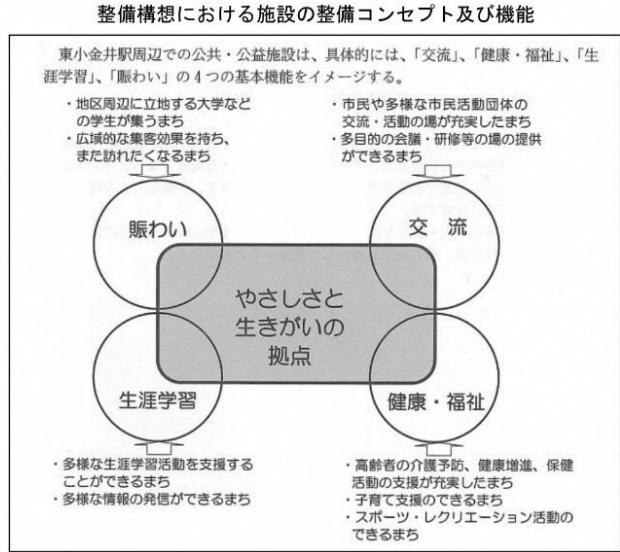 整備構想における施設の整備コンセプト及び機能
東小金井駅周辺での公共・公益施設は、具体的には、「交流」、「健康・福祉」、「生
涯学習」、「賑わい」の4つの基本機能をイメージする。
・地区周辺に立地する大学など
の学生が集うまち
・広域的な集客効果を持ち、
また訪れたくなるまち
・市民や多様な市民活動団体の
交流・活動の場が充実したまち
・多目的の会議・研修等の場の提供
ができるまち
賑わい
交 流
やさしさと
生きがいの
拠点
生涯学習
健康・福祉
・多様な生涯学習活動を支援する
ことができるまち
・多様な情報の発信ができるまち
・高齢者の介護予防、健康増進、保健
活動の支援が充実したまち
・子育て支援のできるまち
・スポーツ・レクリエーション活動の
できるまち